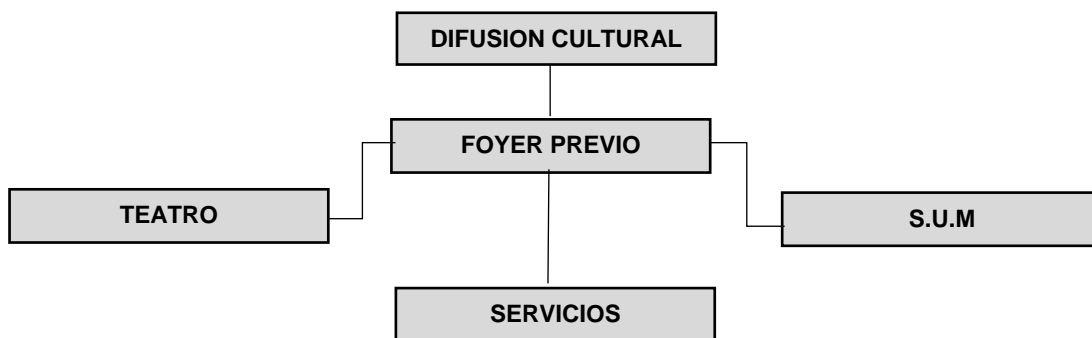 DIFUSION CULTURAL
FOYER PREVIO
TEATRO
S.U.M
SERVICIOS